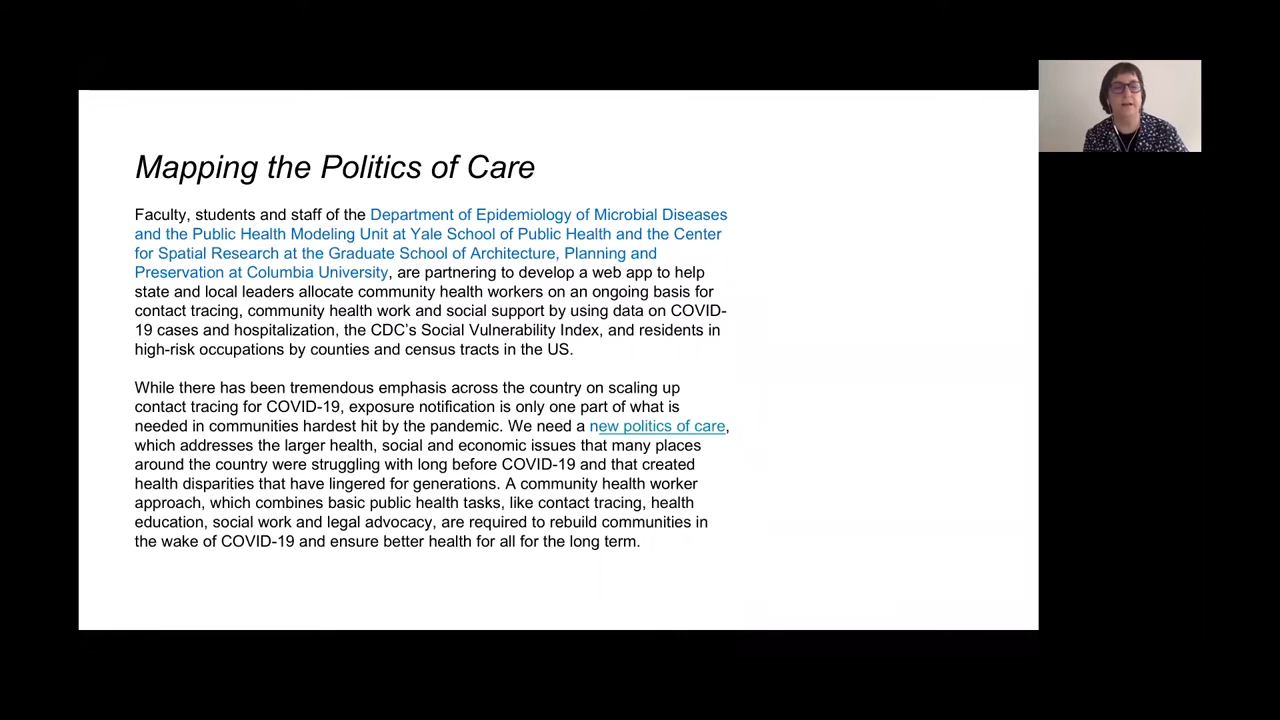 Mapping the Politics of Care
Faculty, students and staff of the Department of Epidemiology of Microbial Diseases
and the Public Health Modeling Unit at Yale School of Public Health and the Center
for Spatial Research at the Graduate School of Architecture, Planning and
Preservation at Columbia University, are partnering to develop a web app to help
state and local leaders allocate community health workers on an ongoing basis for
contact tracing, community health work and social support by using data on COVID-
19 cases and hospitalization, the CDC’s Social Vulnerability Index, and residents in
high-risk occupations by counties and census tracts in the US.
While there has been tremendous emphasis across the country on scaling up
contact tracing for COVID-19, exposure notification is only one part of what is
needed in communities hardest hit by the pandemic. We need a new politics of care,
which addresses the larger health, social and economic issues that many places
around the country were struggling with long before COVID-19 and that created
health disparities that have lingered for generations. A community health worker
approach, which combines basic public health tasks, like contact tracing, health
education, social work and legal advocacy, are required to rebuild communities in
the wake of COVID-19 and ensure better health for all for the long term.